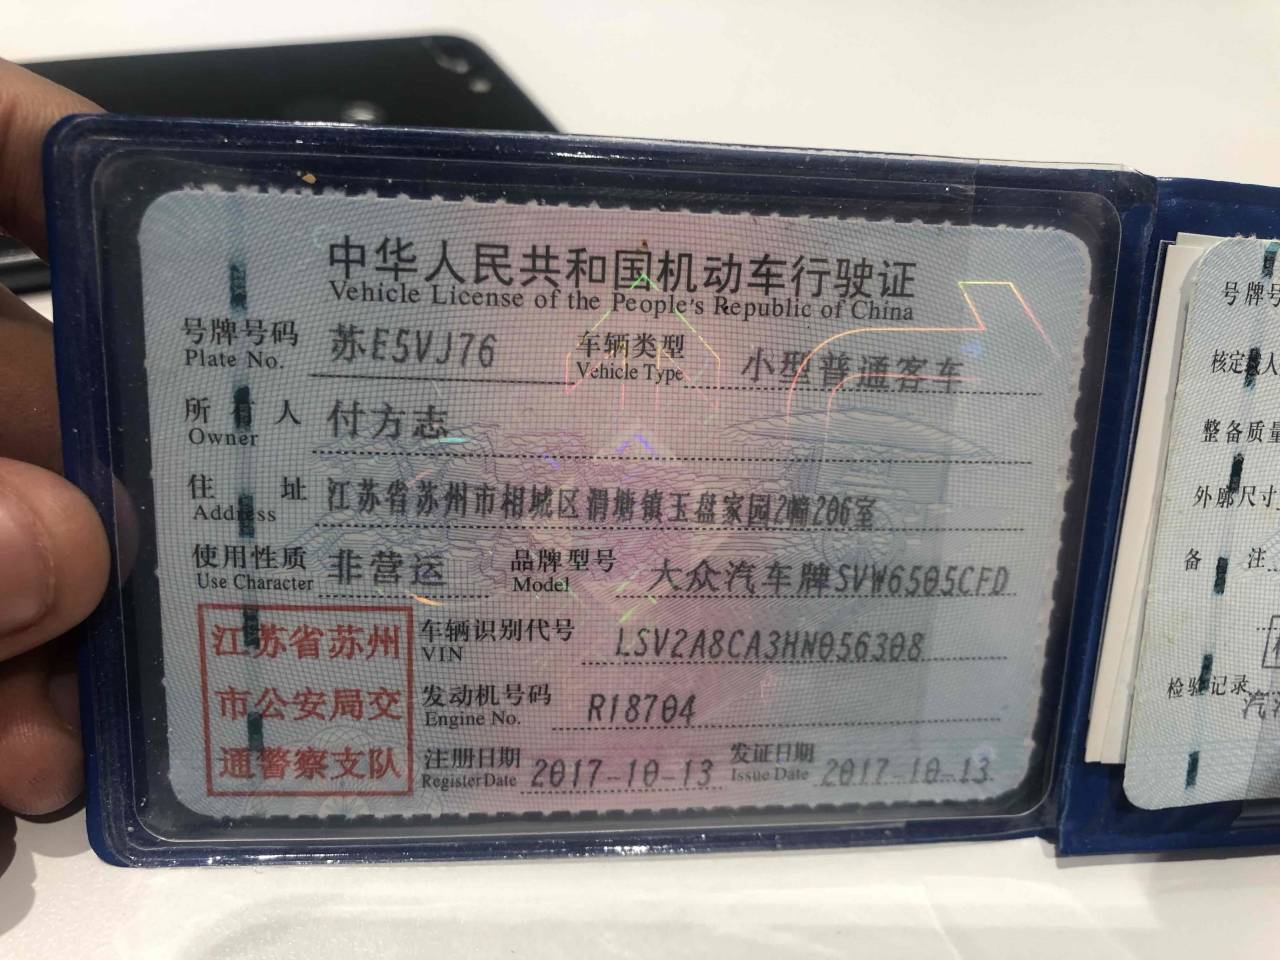 中华人民共和国机动车行驶证
Vehicle License of the People's Republic of China
号牌号码 苏E5VJ76 车辆类型 小型普通客车
Plate No. Vehicle Type
所有人 付方志
Owner
住址 江苏省苏州市相城区渭塘镇玉盘家园2幢206室
Address
使用性质 非营运 品牌型号 大众汽车牌SVW6505CFD
Use Character Model
江苏省苏州
市公安局交
通警察支队
车辆识别代号 LSV2A8CA3HN056308
VIN
发动机号码 R18704
Engine No.
注册日期 2017-10-13 发证日期 2017-10-13
Register Date Issue Date
号牌号
核定载人
整备质量
外廓尺寸
备注
检验记录
汽